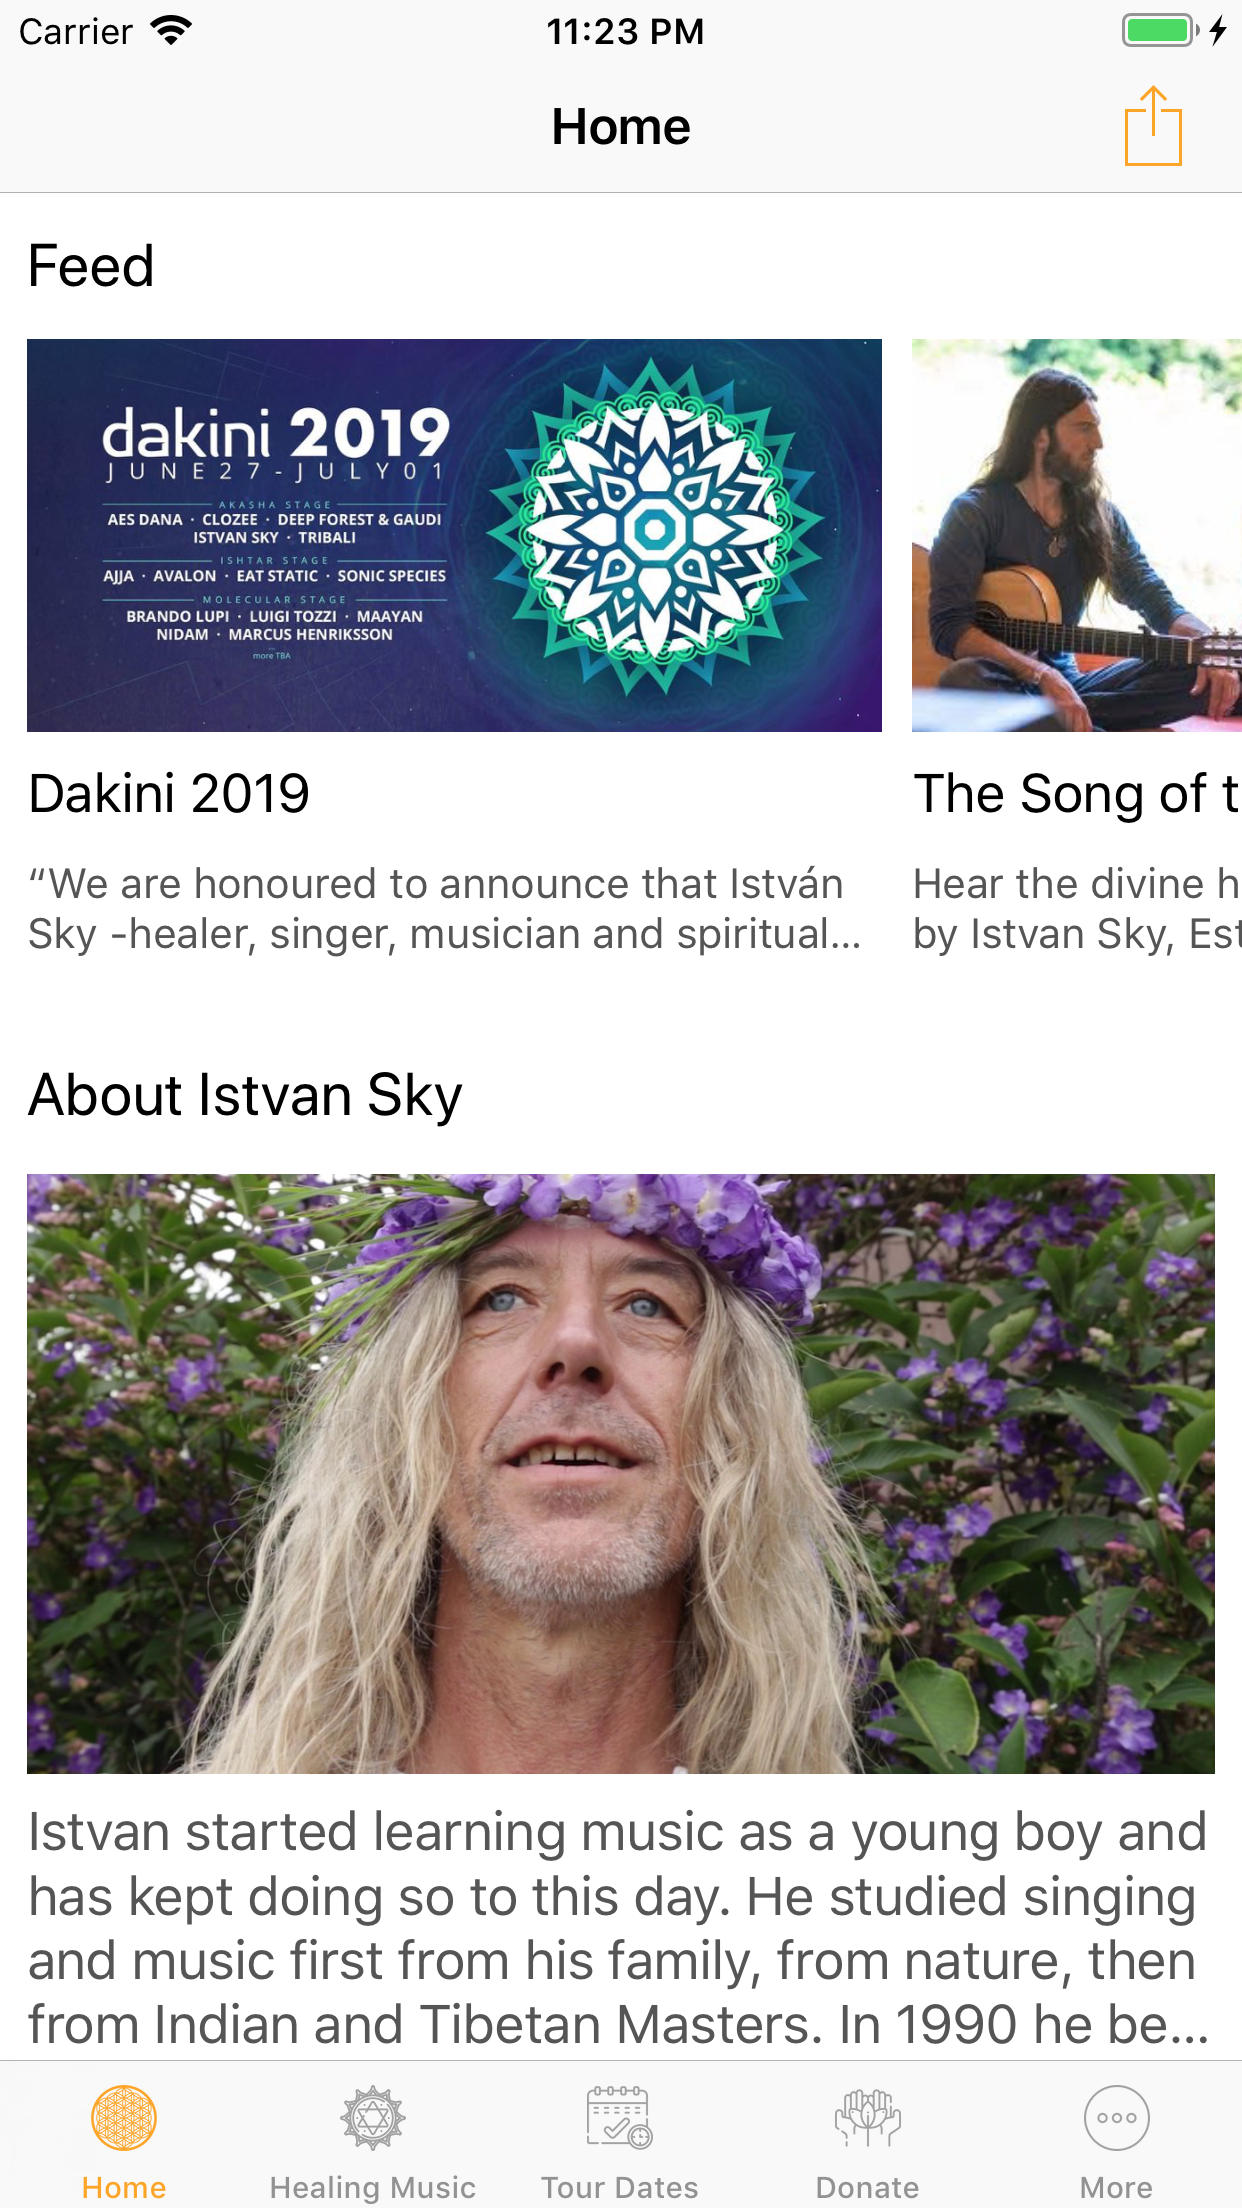 Carrier
11:23 PM
Home
Feed
dakini 2019
JUNE27-JULY01
AKASHA STAGE
AES DANA · CLOZEE · DEEP FOREST & GAUDI
ISTVAN SKY · TRIBALI
ISHTAR STAGE
AJJA · AVALON · EAT STATIC · SONIC SPECIES
MOLECULAR STAGE
BRANDO LUPI · LUIGI TOZZI · MAAYAN
NIDAM · MARCUS HENRIKSSON
... more TBA
Dakini 2019
“We are honoured to announce that István
Sky -healer, singer, musician and spiritual...
The Song of t
Hear the divine h
by Istvan Sky, Est
About Istvan Sky
Istvan started learning music as a young boy and
has kept doing so to this day. He studied singing
and music first from his family, from nature, then
from Indian and Tibetan Masters. In 1990 he be...
Home
Healing Music
Tour Dates
Donate
More